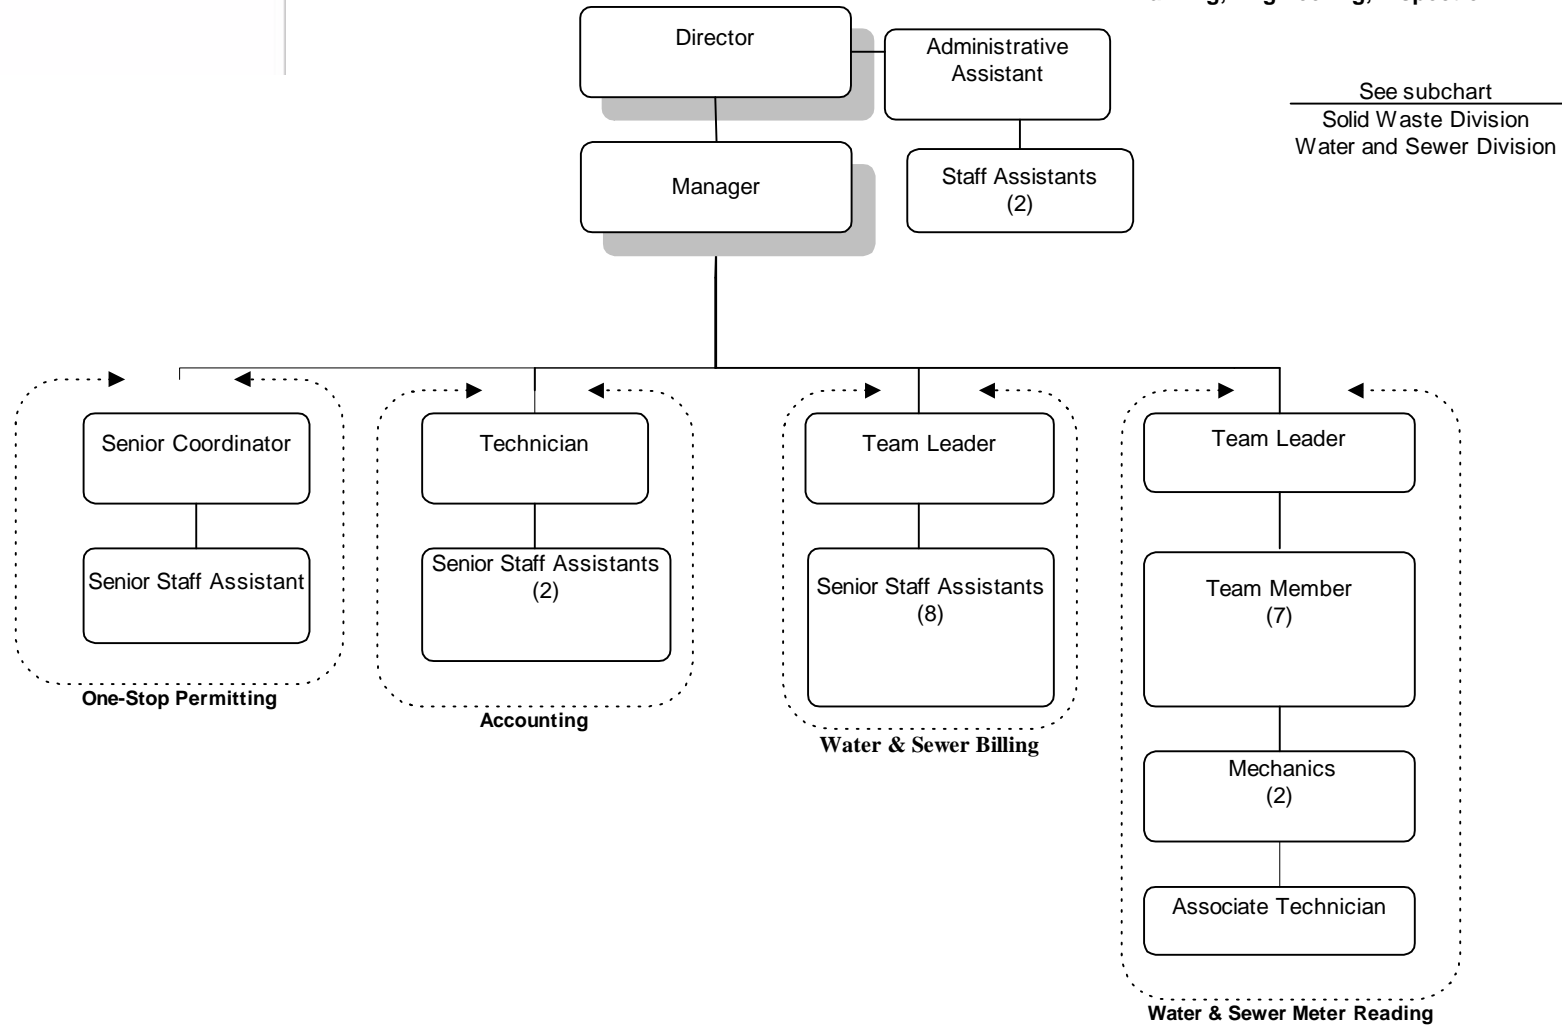 Director
Administrative
Assistant
See subchart
Solid Waste Division
Water and Sewer Division
Manager
Staff Assistants
(2)
Senior Coordinator
Technician
Team Leader
Team Leader
Senior Staff Assistant
Senior Staff Assistants
(2)
Senior Staff Assistants
(8)
Team Member
(7)
One-Stop Permitting
Accounting
Water & Sewer Billing
Mechanics
(2)
Associate Technician
Water & Sewer Meter Reading